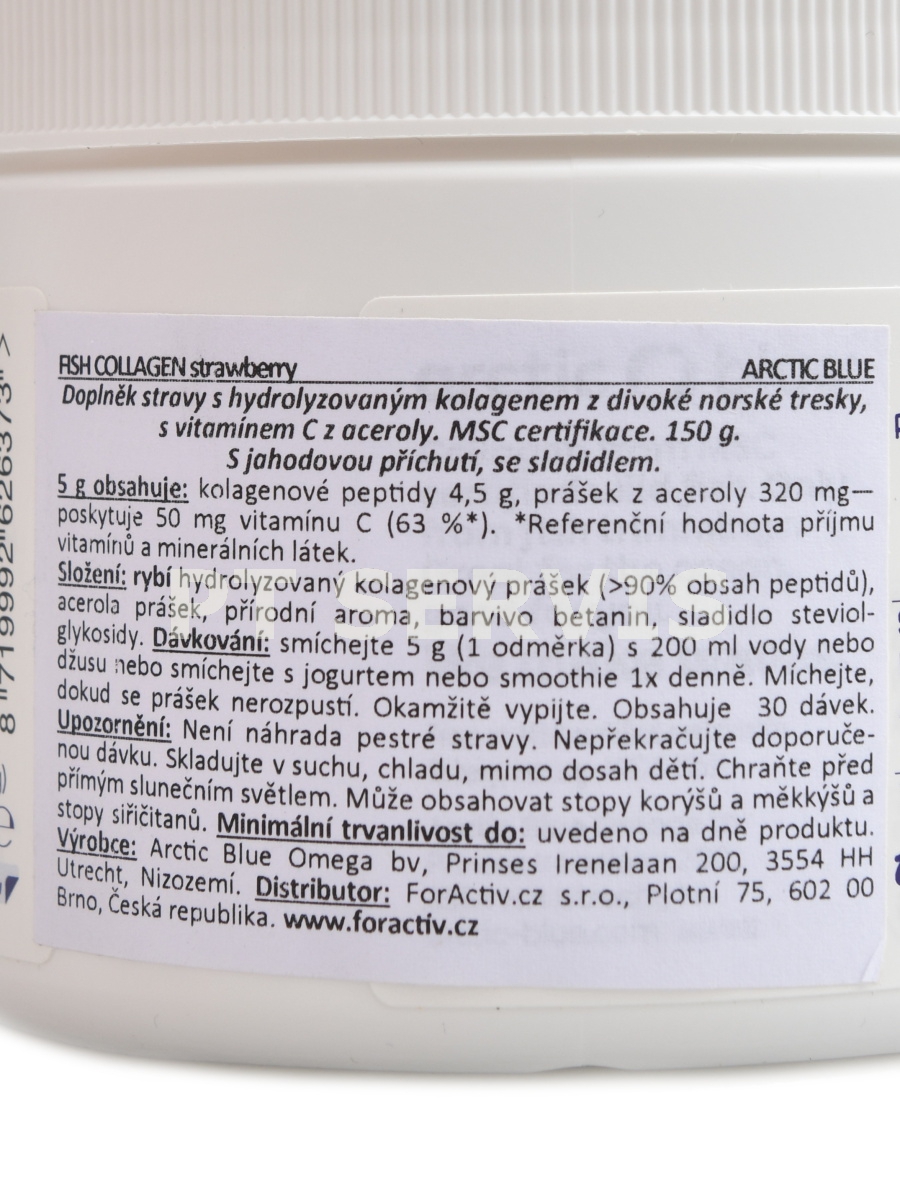 FISH COLLAGEN strawberry ARCTIC BLUE
Doplněk stravy s hydrolyzovaným kolagenem z divoké norské tresky,
s vitamínem C z aceroly. MSC certifikace. 150 g.
S jahodovou příchutí, se sladidlem.
5 g obsahuje: kolagenové peptidy 4,5 g, prášek z aceroly 320 mg—
poskytuje 50 mg vitamínu C (63 %*). *Referenční hodnota příjmu
vitamínů a minerálních látek.
Složení: rybí hydrolyzovaný kolagenový prášek (>90% obsah peptidů),
acerola prášek, přírodní aroma, barvivo betanin, sladidlo steviol-
glykosidy. Dávkování: smíchejte 5 g (1 odměrka) s 200 ml vody nebo
džusu nebo smíchejte s jogurtem nebo smoothie 1x denně. Míchejte,
dokud se prášek nerozpustí. Okamžitě vypijte. Obsahuje 30 dávek.
Upozornění: Není náhrada pestré stravy. Nepřekračujte doporuče-
nou dávku. Skladujte v suchu, chladu, mimo dosah dětí. Chraňte před
přímým slunečním světlem. Může obsahovat stopy korýšů a měkkýšů a
stopy siřičitanů. Minimální trvanlivost do: uvedeno na dně produktu.
Výrobce: Arctic Blue Omega bv, Prinses Irenelaan 200, 3554 HH
Utrecht, Nizozemí. Distributor: ForActiv.cz s.r.o., Plotní 75, 602 00
Brno, Česká republika. www.foractiv.cz
PT SERVIS
8 "719992"626373" >